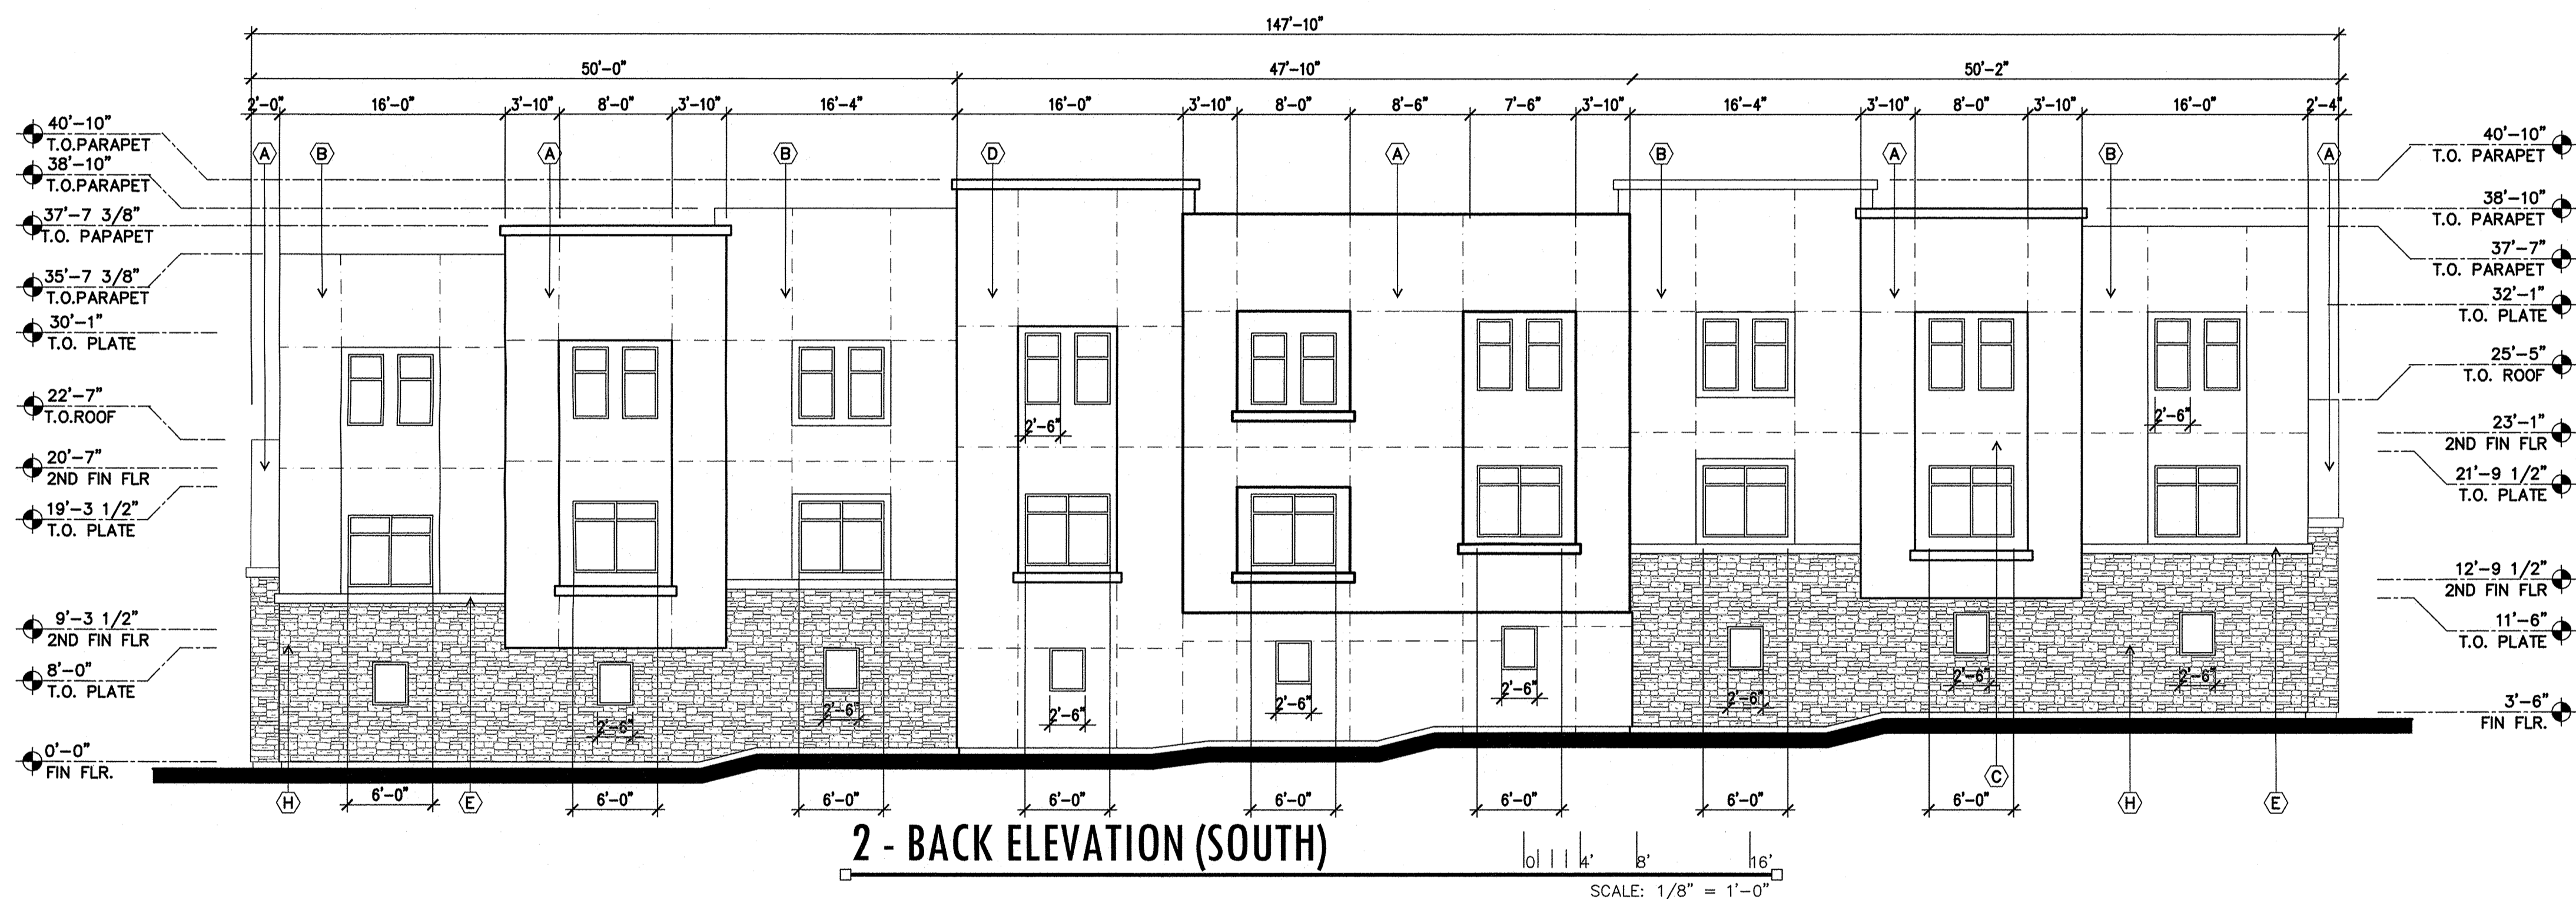 147'-10"
50'-0" 47'-10" 50'-2"
2'-0" 16'-0" 3'-10" 8'-0" 3'-10" 16'-4" 16'-0" 3'-10" 8'-0" 8'-6" 7'-6" 3'-10" 16'-4" 3'-10" 8'-0" 3'-10" 16'-0" 2'-4"
A B A B D A B A B A
40'-10"
T.O.PARAPET
38'-10"
T.O.PARAPET
37'-7 3/8"
T.O. PAPAPET
35'-7 3/8"
T.O.PARAPET
30'-1"
T.O. PLATE
22'-7"
T.O.ROOF
20'-7"
2ND FIN FLR
19'-3 1/2"
T.O. PLATE
9'-3 1/2"
2ND FIN FLR
8'-0"
T.O. PLATE
0'-0"
FIN FLR.
40'-10"
T.O. PARAPET
38'-10"
T.O. PARAPET
37'-7"
T.O. PARAPET
32'-1"
T.O. PLATE
25'-5"
T.O. ROOF
23'-1"
2ND FIN FLR
21'-9 1/2"
T.O. PLATE
12'-9 1/2"
2ND FIN FLR
11'-6"
T.O. PLATE
3'-6"
FIN FLR.
2'-6" 2'-6"
2'-6" 2'-6" 2'-6" 2'-6" 2'-6" 2'-6" 2'-6" 2'-6"
H 6'-0" E 6'-0" 6'-0" 6'-0" 6'-0" 6'-0" 6'-0" 6'-0" C H E
2 - BACK ELEVATION (SOUTH)
0 4' 8' 16'
SCALE: 1/8" = 1'-0"